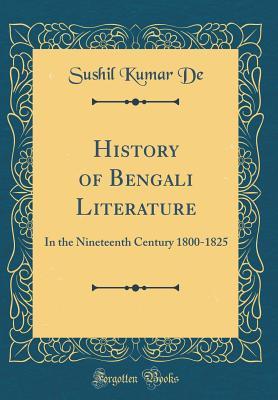 Sushil Kumar De
History
of Bengali
Literature
In the Nineteenth Century 1800-1825
Forgotten Books